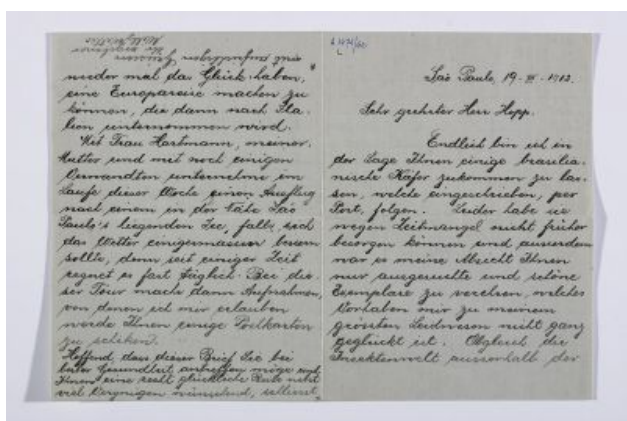 São Paulo, 19-III-1913.
Sehr geehrter Herr Hopp.
Endlich bin ich in
der Lage Ihnen einige brasilia-
nische Käfer zukommen zu las-
sen, welche eingeschrieben, per
Post, folgen. Leider habe sie
wegen Zeitmangel nicht früher
besorgen können und ausserdem
war es meine Absicht Ihnen
nur ausgesuchte und schöne
Exemplare zu verehren, welches
Vorhaben mir zu meinem
grössten Leidwesen nicht ganz
geglückt ist. Obgleich die
Insektenwelt ausserhalb der
wieder mal das Glück haben,
eine Europareise machen zu
können, die dann nach Ita-
lien unternommen wird.
Mit Frau Hartmann, meiner
Mutter und mit noch einigen
Verwandten unternehme im
Laufe dieser Woche einen Ausflug
nach einem in der Nähe São
Paulo's liegenden See, falls sich
das Wetter einigermassen bessern
sollte, denn seit einiger Zeit
regnet es fast täglich. Bei die-
ser Tour mache dann Aufnahmen,
von denen ich mir erlauben
werde Ihnen einige Postkarten
zu schicken.
Hoffend, dass dieser Brief Sie bei
bester Gesundheit antreffen möge und
Ihnen eine recht glückliche Reise nebst
viel Vergnügen wünschend,
mit aufrichtigen Grüssen
Ihr ergebener